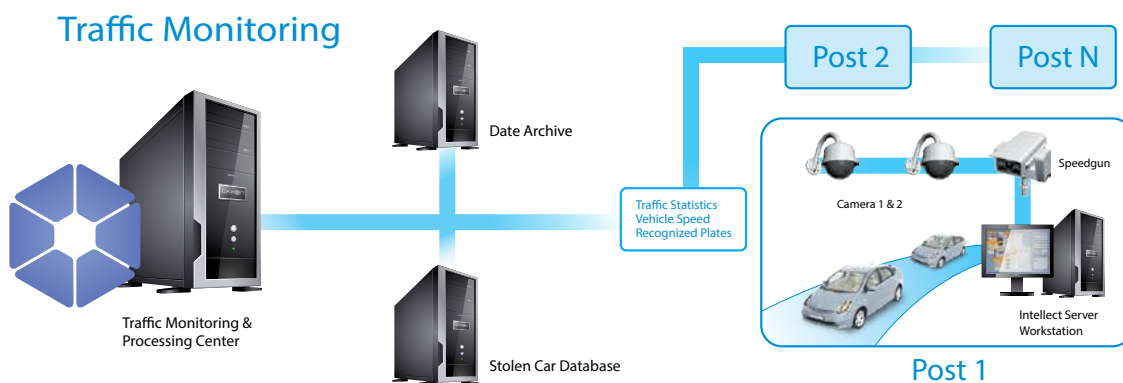 Traffic Monitoring
Post 2
Post N
Date Archive
Speedgun
Camera 1 & 2
Traffic Statistics
Vehicle Speed
Recognized Plates
Traffic Monitoring &
Processing Center
Intellect Server
Workstation
Stolen Car Database
Post 1